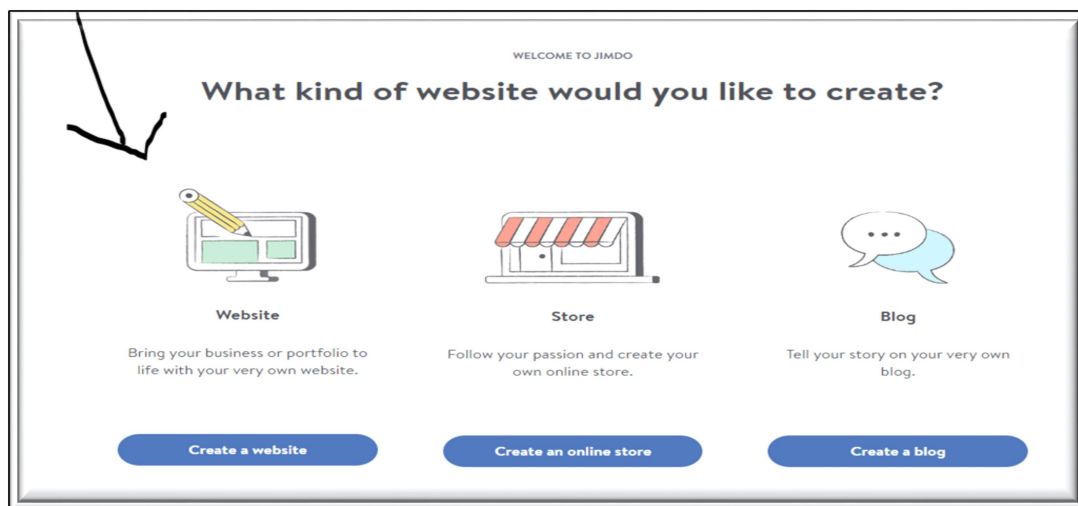 WELCOME TO JIMDO
What kind of website would you like to create?
Website
Bring your business or portfolio to
life with your very own website.
Create a website
Store
Follow your passion and create your
own online store.
Create an online store
Blog
Tell your story on your very own
blog.
Create a blog